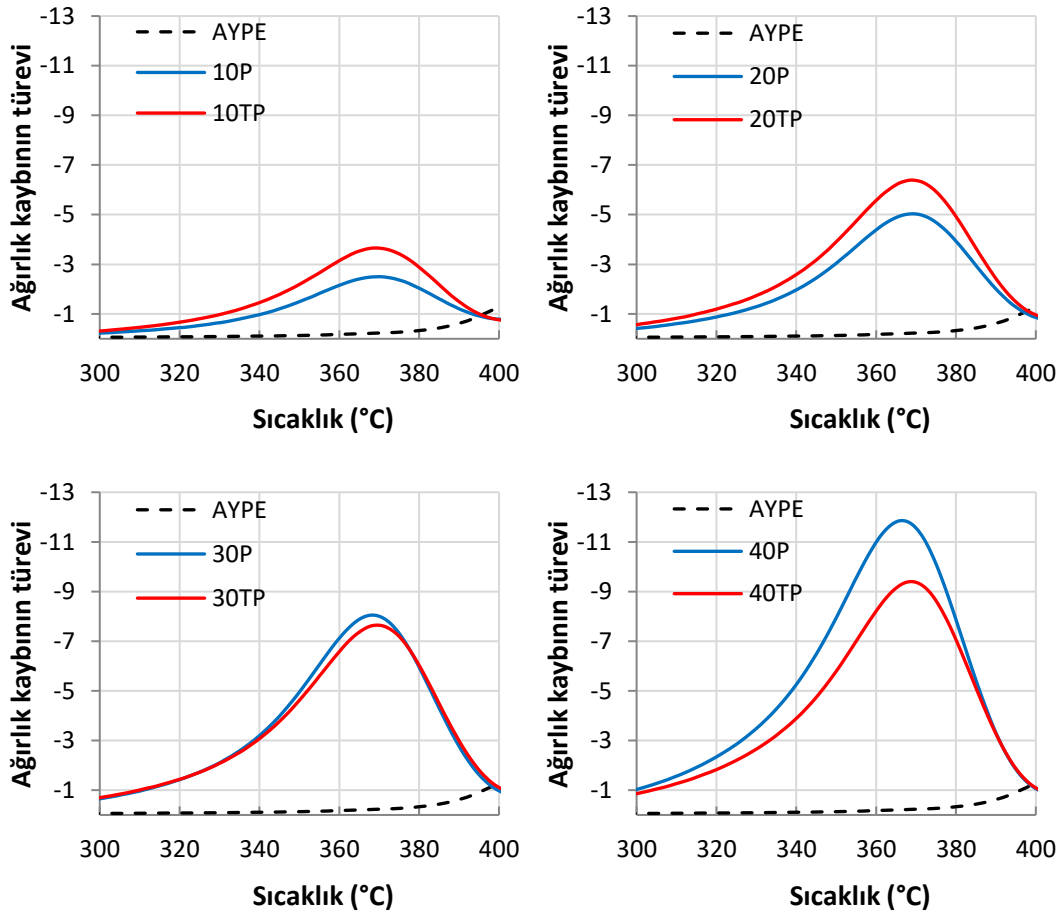 -13
-11
-9
-7
-5
-3
-1
300 320 340 360 380 400
Ağırlık kaybının türevi
Sıcaklık (°C)
AYPE
10P
10TP
-13
-11
-9
-7
-5
-3
-1
300 320 340 360 380 400
Ağırlık kaybının türevi
Sıcaklık (°C)
AYPE
20P
20TP
-13
-11
-9
-7
-5
-3
-1
300 320 340 360 380 400
Ağırlık kaybının türevi
Sıcaklık (°C)
AYPE
30P
30TP
-13
-11
-9
-7
-5
-3
-1
300 320 340 360 380 400
Ağırlık kaybının türevi
Sıcaklık (°C)
AYPE
40P
40TP